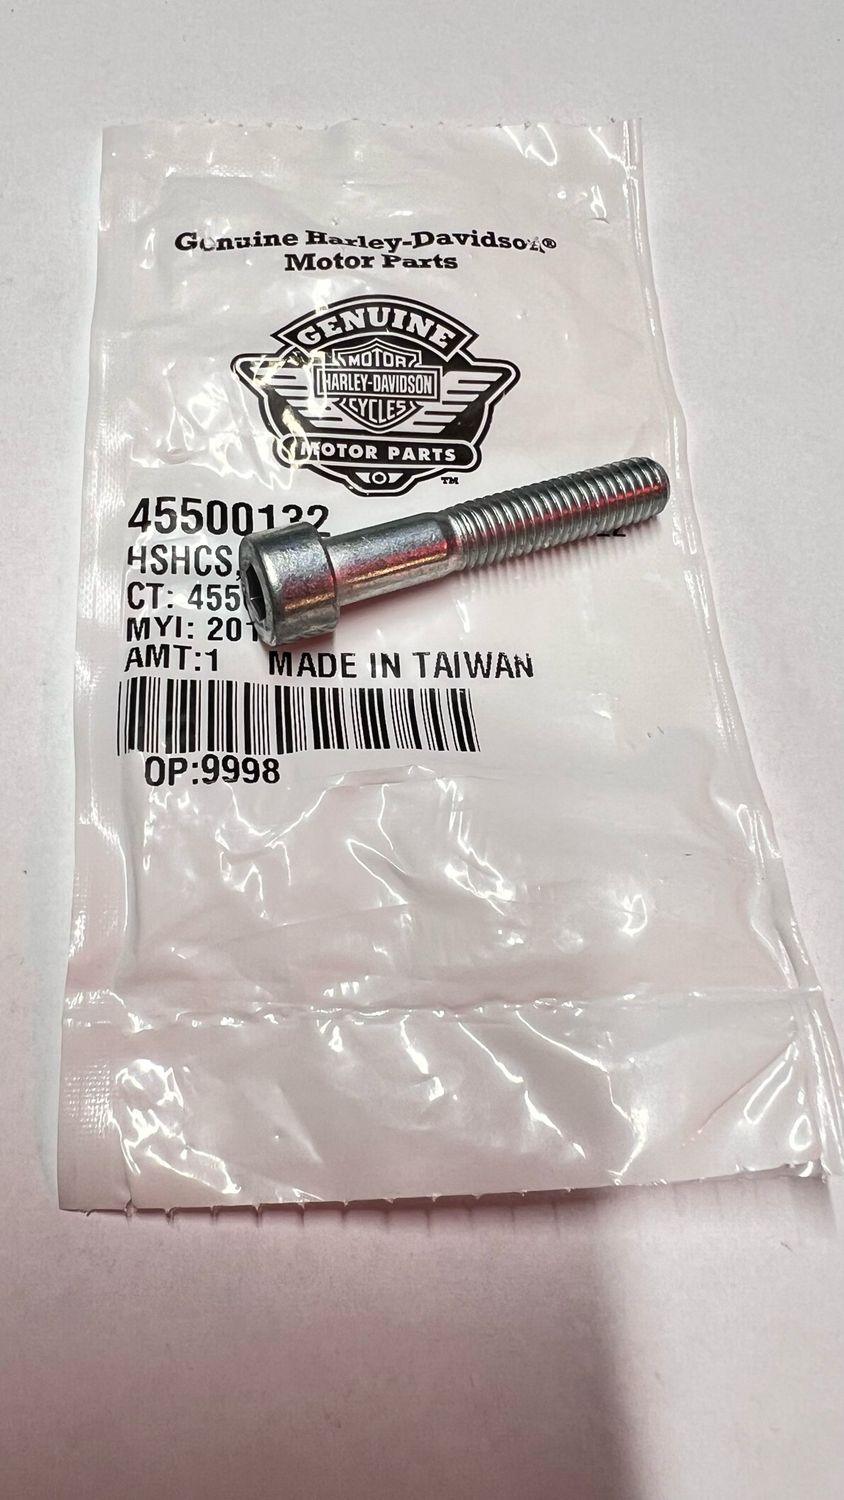 Genuine Harley-Davidson®
Motor Parts
GENUINE
MOTOR
HARLEY-DAVIDSON
CYCLES
MOTOR PARTS
TM
45500132
HSHCS,
CT: 455
MYI: 201
AMT:1 MADE IN TAIWAN
OP:9998